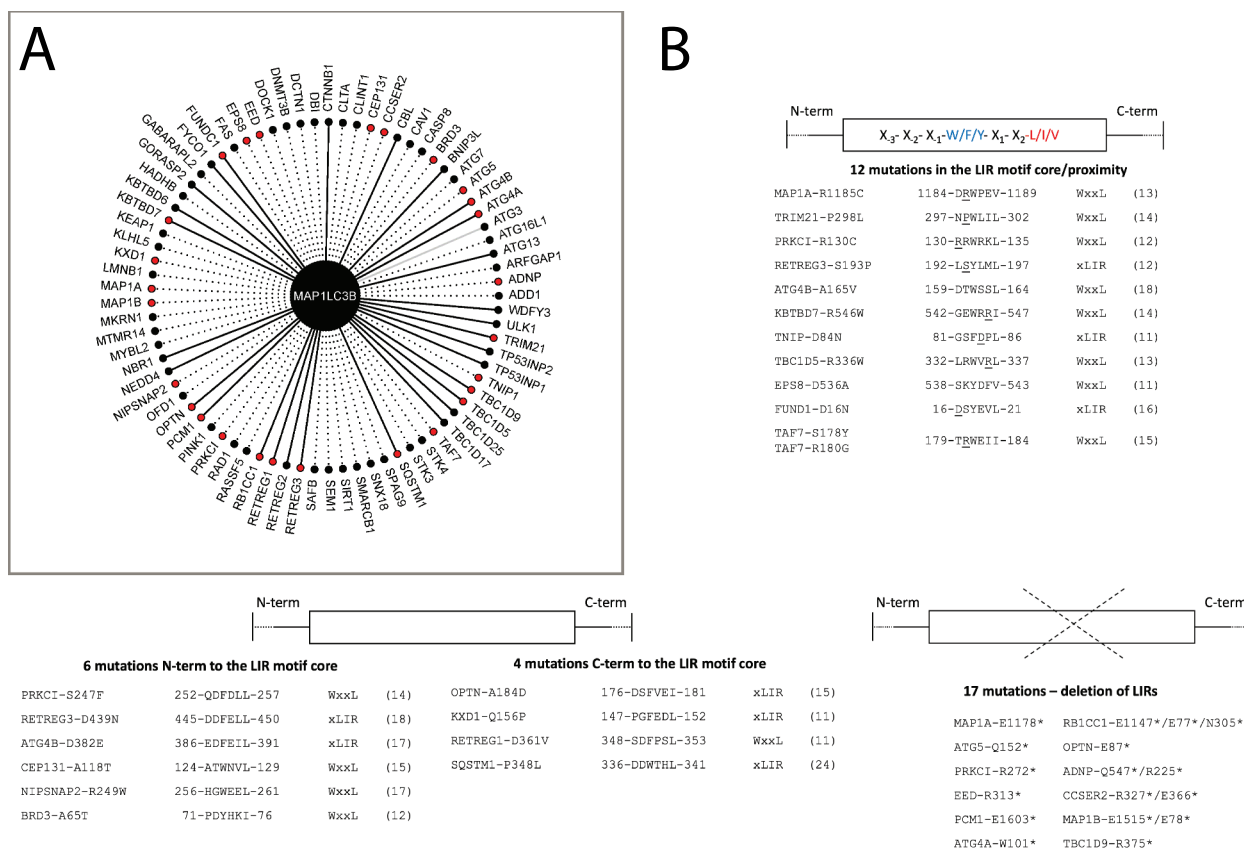 A
CTNNB1
CLTA
CLINT1
CEP131
CCSER2
CBL
CAV1
CASP8
BRD3
BNIP3L
ATG7
ATG5
ATG4B
ATG4A
ATG3
ATG16L1
ATG13
ARFGAP1
ADNP
ADD1
WDFY3
ULK1
TRIM21
TP53INP2
TP53INP1
TNIP1
TBC1D9
TBC1D5
TBC1D25
TBC1D17
TAF7
STK4
STK3
SQSTM1
SPAG9
SNX18
SMARCB1
SIRT1
SEM1
SAFB
RETREG3
RETREG2
RETREG1
RB1CC1
RASSF5
RAD1
PRKCI
PINK1
PCM1
OPTN
OFD1
NIPSNAP2
NEDD4
NBR1
MYBL2
MTMR14
MKRN1
MAP1B
MAP1A
LMNB1
KXD1
KLHL5
KEAP1
KBTBD7
KBTBD6
HADHB
GORASP2
GABARAPL2
FYCO1
FUNDC1
FAS
EPS8
EED
DOCK1
DNMT3B
DCTN1
DBI
MAP1LC3B
B
N-term C-term
X-3- X-2- X-1-W/F/Y- X1- X2-L/I/V
12 mutations in the LIR motif core/proximity
MAP1A-R1185C 1184-DRWPEV-1189 WxxL (13)
TRIM21-P298L 297-NPWLIL-302 WxxL (14)
PRKCI-R130C 130-RRWRKL-135 WxxL (12)
RETREG3-S193P 192-LSYLML-197 xLIR (12)
ATG4B-A165V 159-DTWSSL-164 WxxL (18)
KBTBD7-R546W 542-GEWRRI-547 WxxL (14)
TNIP-D84N 81-GSFDPL-86 xLIR (11)
TBC1D5-R336W 332-LRWVRL-337 WxxL (13)
EPS8-D536A 538-SKYDFV-543 WxxL (11)
FUND1-D16N 16-DSYEVL-21 xLIR (16)
TAF7-S178Y
TAF7-R180G 179-TRWEII-184 WxxL (15)
N-term C-term
6 mutations N-term to the LIR motif core
PRKCI-S247F 252-QDFDLL-257 WxxL (14)
RETREG3-D439N 445-DDFELL-450 xLIR (18)
ATG4B-D382E 386-EDFEIL-391 xLIR (17)
CEP131-A118T 124-ATWNVL-129 WxxL (15)
NIPSNAP2-R249W 256-HGWEEL-261 WxxL (17)
BRD3-A65T 71-PDYHKI-76 WxxL (12)
4 mutations C-term to the LIR motif core
OPTN-A184D 176-DSFVEI-181 xLIR (15)
KXD1-Q156P 147-PGFEDL-152 xLIR (11)
RETREG1-D361V 348-SDFPSL-353 WxxL (11)
SQSTM1-P348L 336-DDWTHL-341 xLIR (24)
N-term C-term
17 mutations – deletion of LIRs
MAP1A-E1178* RB1CC1-E1147*/E77*/N305*
ATG5-Q152* OPTN-E87*
PRKCI-R272* ADNP-Q547*/R225*
EED-R313* CCSER2-R327*/E366*
PCM1-E1603* MAP1B-E1515*/E78*
ATG4A-W101* TBC1D9-R375*